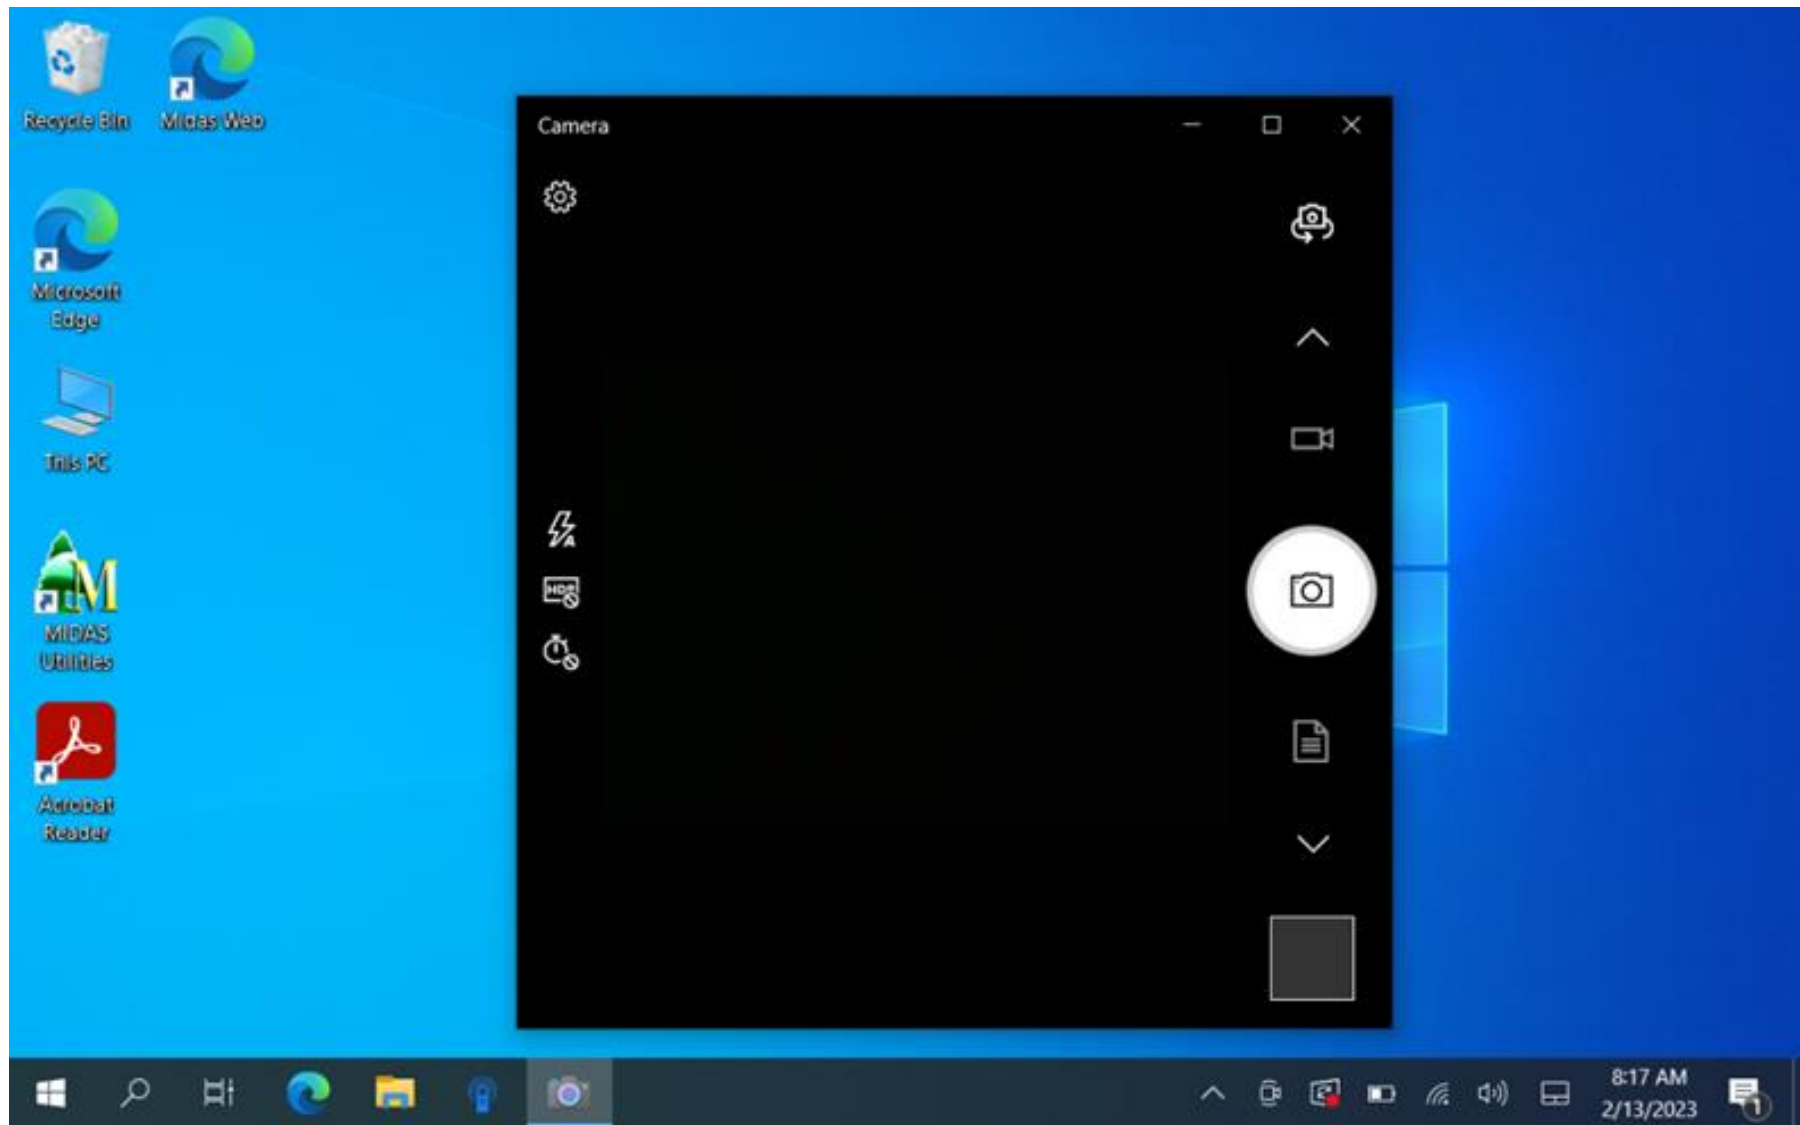 Recycle Bin
Midas Web
Camera
Microsoft
Edge
This PC
A
HDR
M
MIDAS
Utilities
Acrobat
Reader
8:17 AM
2/13/2023
1